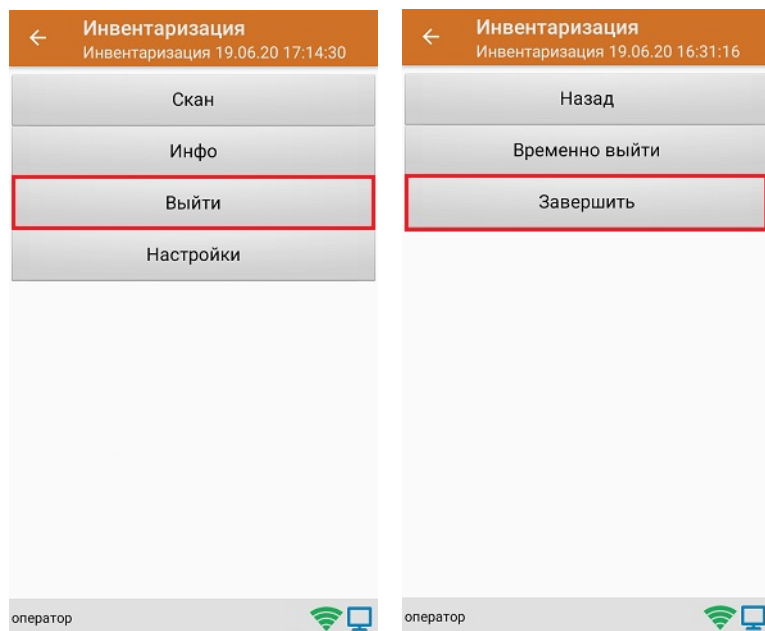 Инвентаризация
Инвентаризация 19.06.20 17:14:30
Скан
Инфо
Выйти
Настройки
оператор
Инвентаризация
Инвентаризация 19.06.20 16:31:16
Назад
Временно выйти
Завершить
оператор